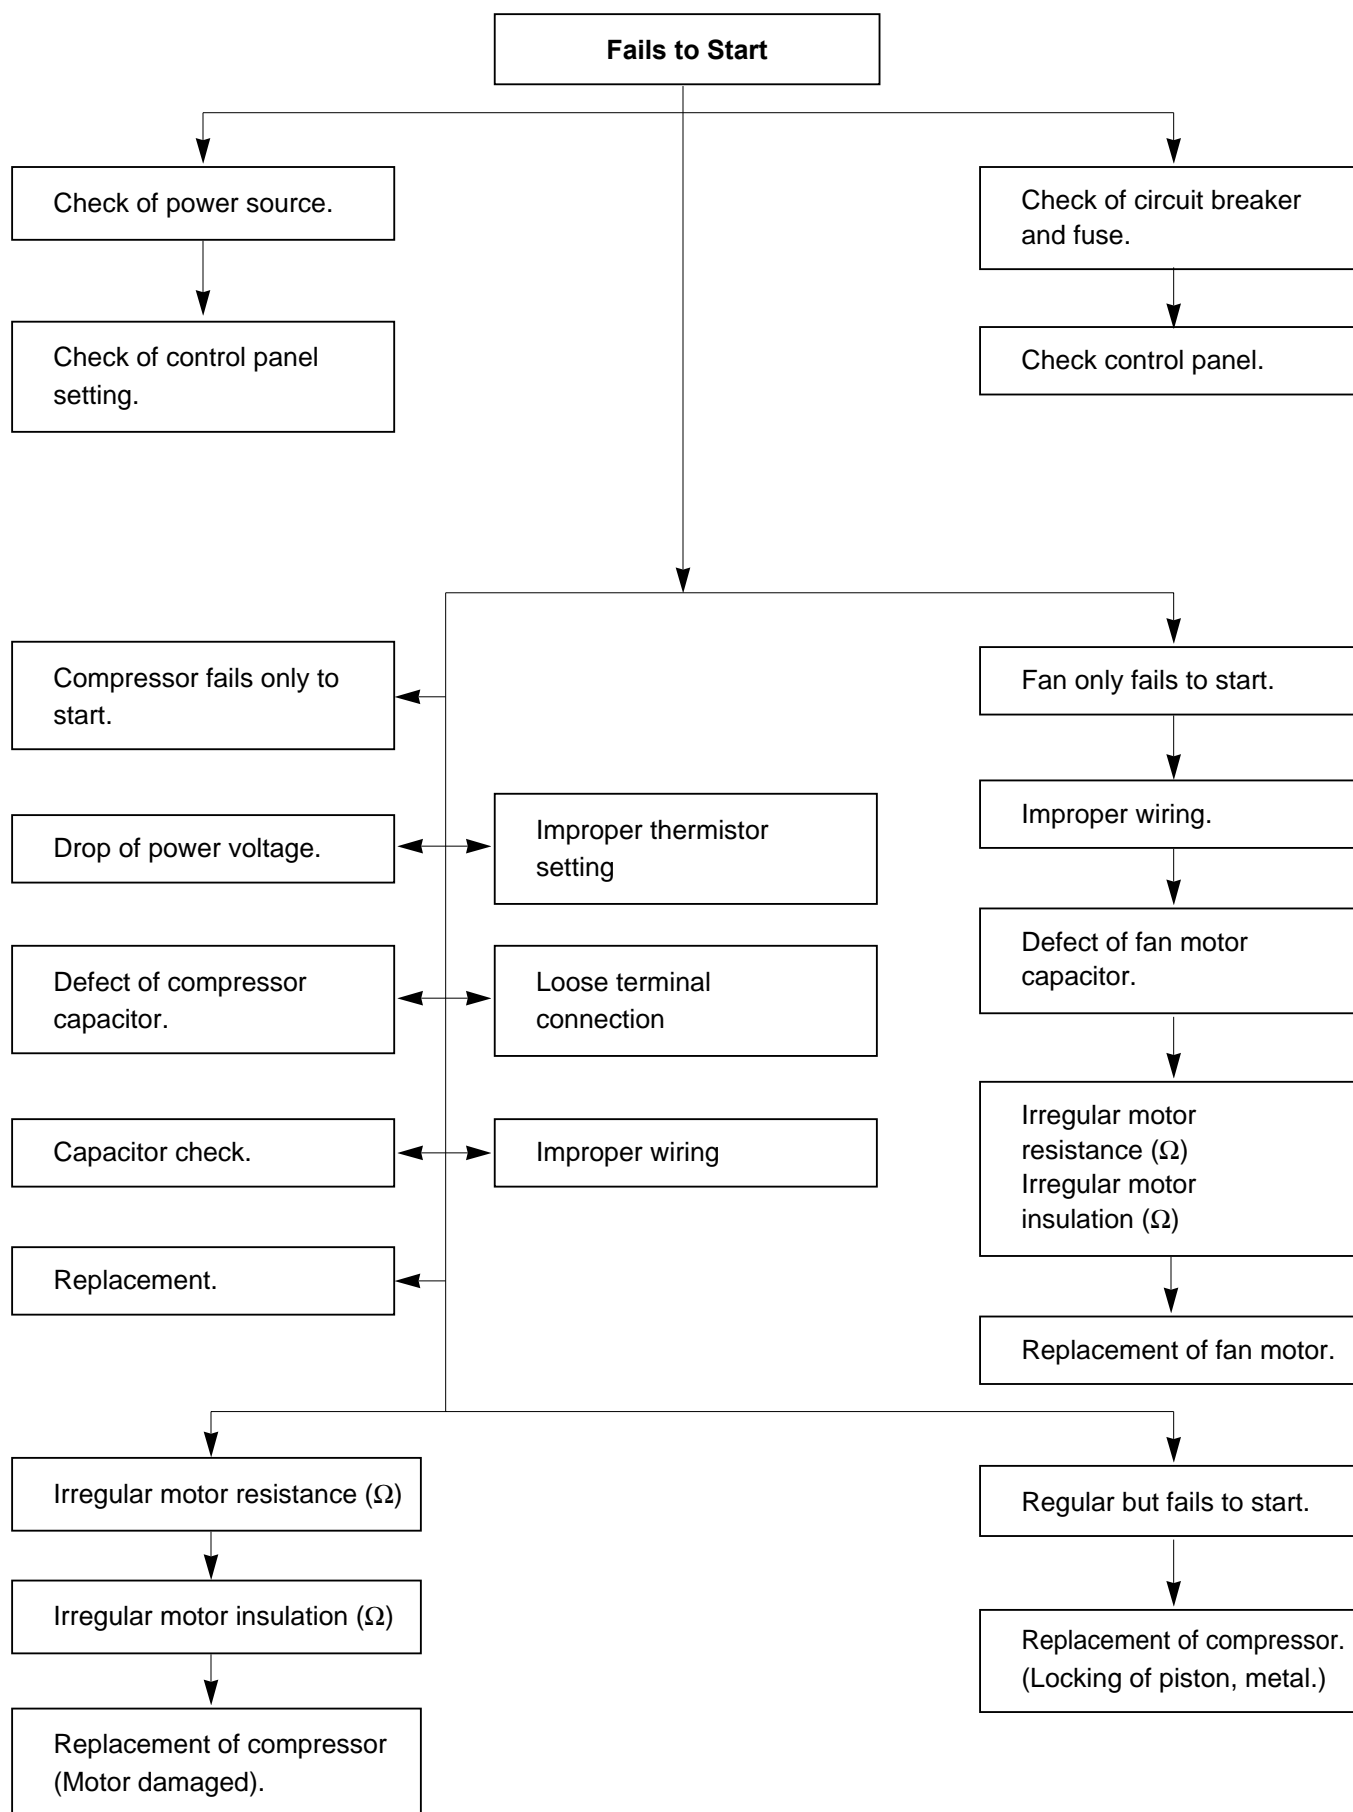 Fails to Start
Check of power source.
Check of circuit breaker
and fuse.
Check of control panel
setting.
Check control panel.
Compressor fails only to
start.
Fan only fails to start.
Drop of power voltage.
Improper thermistor
setting
Improper wiring.
Defect of compressor
capacitor.
Loose terminal
connection
Defect of fan motor
capacitor.
Capacitor check.
Improper wiring
Irregular motor
resistance (Ω)
Irregular motor
insulation (Ω)
Replacement.
Replacement of fan motor.
Irregular motor resistance (Ω)
Regular but fails to start.
Irregular motor insulation (Ω)
Replacement of compressor.
(Locking of piston, metal.)
Replacement of compressor
(Motor damaged).